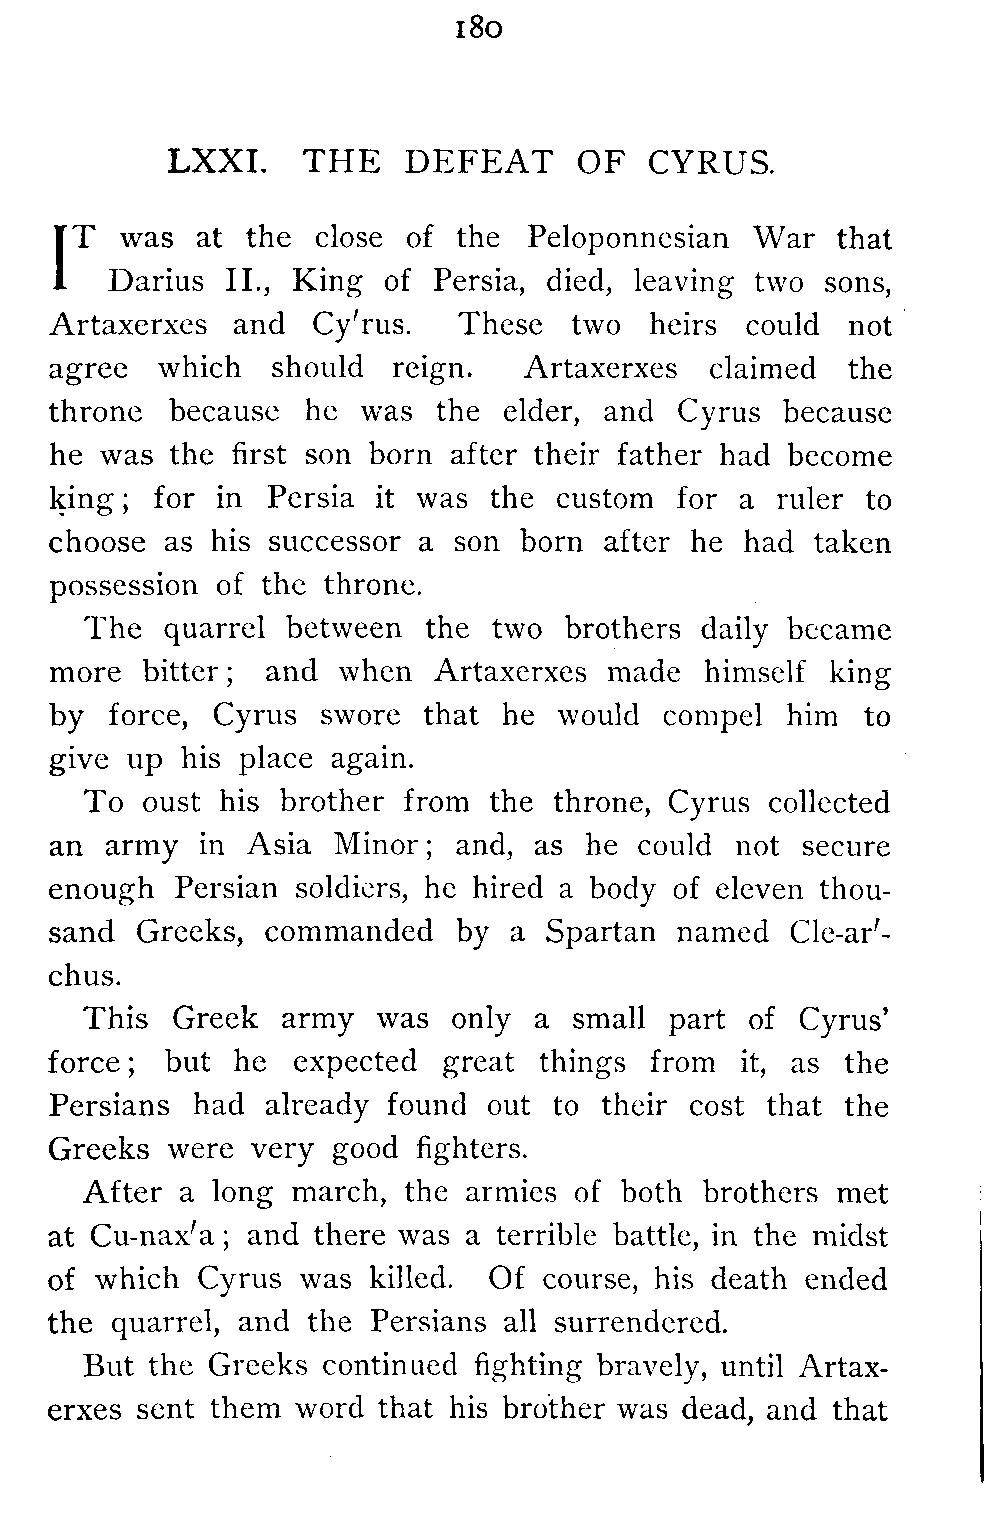 180
LXXI. THE DEFEAT OF CYRUS.
IT was at the close of the Peloponnesian War that
Darius II., King of Persia, died, leaving two sons,
Artaxerxes and Cy′rus. These two heirs could not
agree which should reign. Artaxerxes claimed the
throne because he was the elder, and Cyrus because
he was the first son born after their father had become
king; for in Persia it was the custom for a ruler to
choose as his successor a son born after he had taken
possession of the throne.
The quarrel between the two brothers daily became
more bitter; and when Artaxerxes made himself king
by force, Cyrus swore that he would compel him to
give up his place again.
To oust his brother from the throne, Cyrus collected
an army in Asia Minor; and, as he could not secure
enough Persian soldiers, he hired a body of eleven thou-
sand Greeks, commanded by a Spartan named Cle-ar′-
chus.
This Greek army was only a small part of Cyrus’
force; but he expected great things from it, as the
Persians had already found out to their cost that the
Greeks were very good fighters.
After a long march, the armies of both brothers met
at Cu-nax′a; and there was a terrible battle, in the midst
of which Cyrus was killed. Of course, his death ended
the quarrel, and the Persians all surrendered.
But the Greeks continued fighting bravely, until Artax-
erxes sent them word that his brother was dead, and that